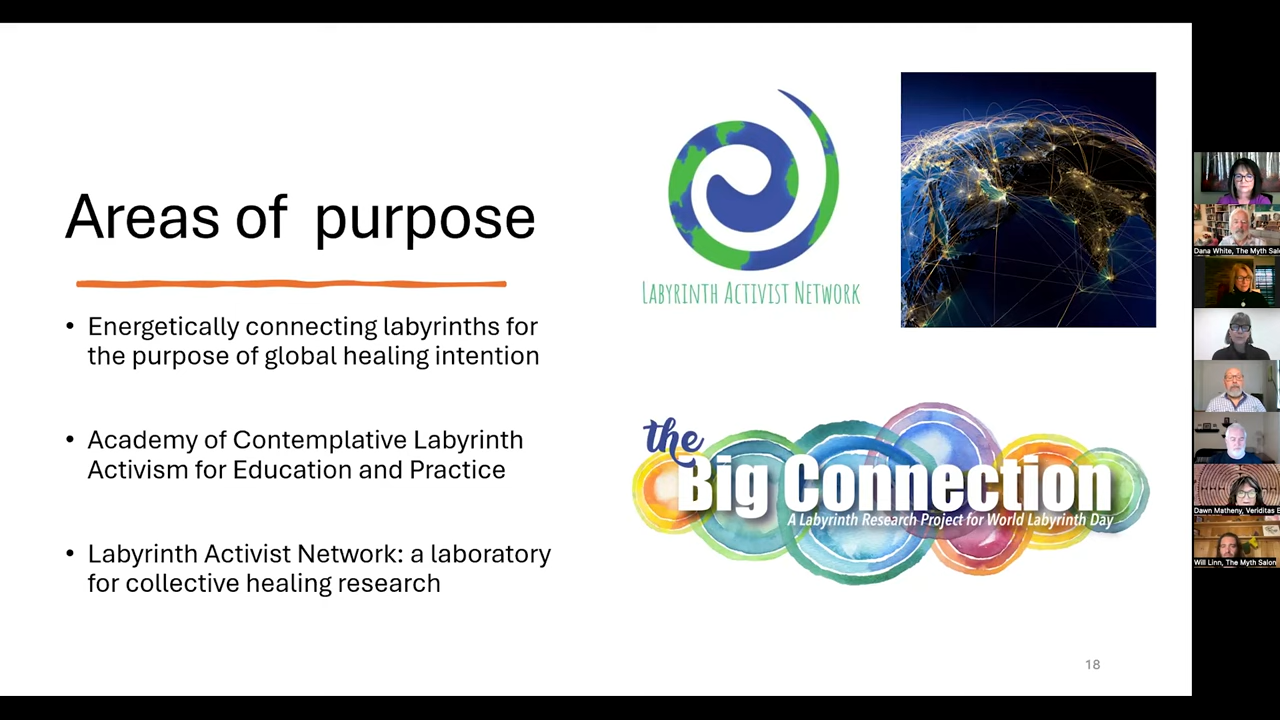 Areas of purpose
• Energetically connecting labyrinths for
the purpose of global healing intention
• Academy of Contemplative Labyrinth
Activism for Education and Practice
• Labyrinth Activist Network: a laboratory
for collective healing research
LABYRINTH ACTIVIST NETWORK
the
Big Connection
A Labyrinth Research Project for World Labyrinth Day
18
Dana White, The Myth Sal
Dawn Matheny, Veriditas E
Will Linn, The Myth Salon